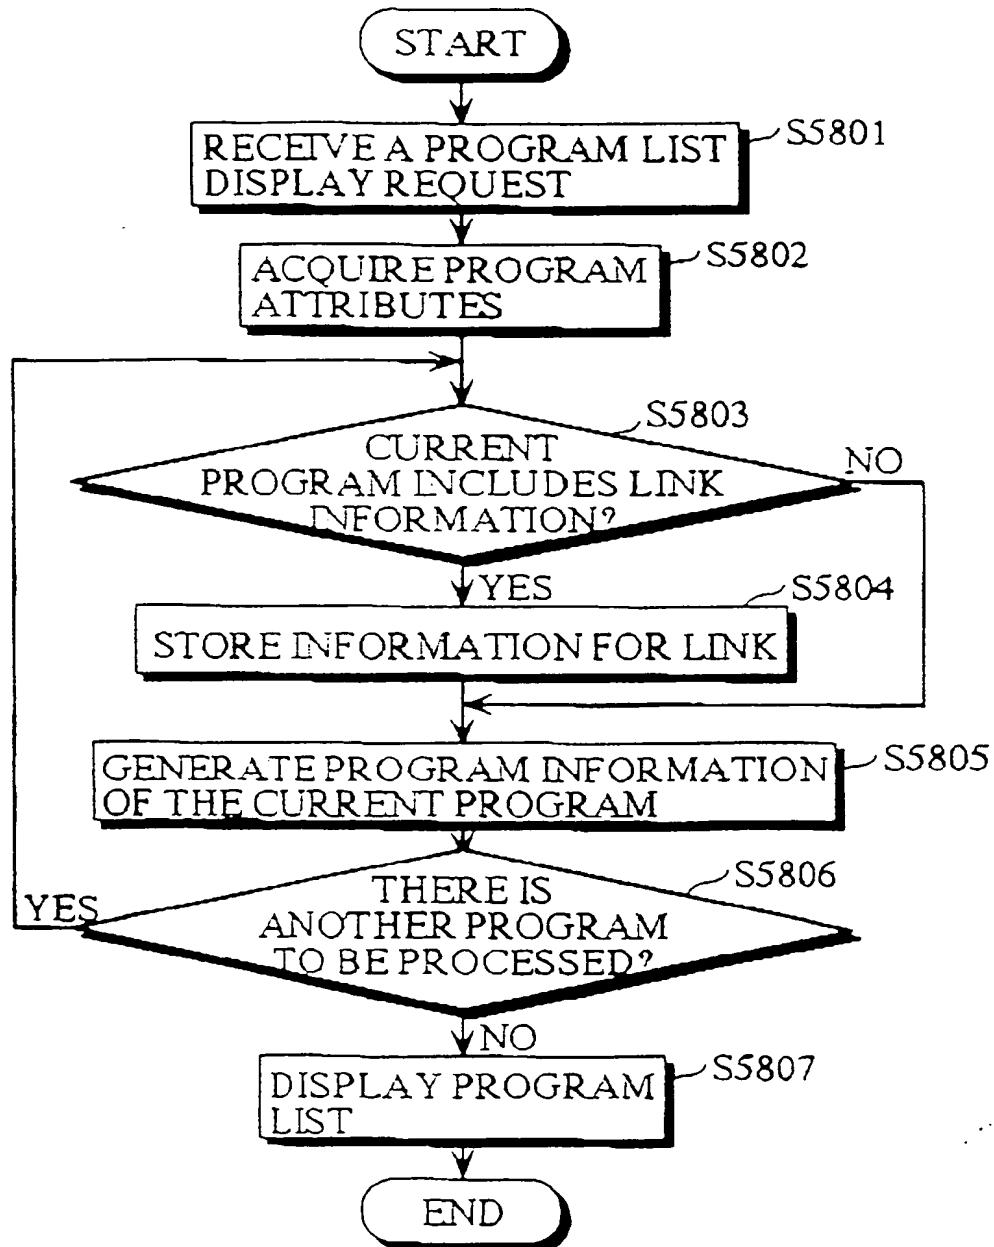 START
S5801
RECEIVE A PROGRAM LIST
DISPLAY REQUEST
S5802
ACQUIRE PROGRAM
ATTRIBUTES
S5803
CURRENT
PROGRAM INCLUDES LINK
INFORMATION?
NO
YES
S5804
STORE INFORMATION FOR LINK
S5805
GENERATE PROGRAM INFORMATION
OF THE CURRENT PROGRAM
S5806
THERE IS
ANOTHER PROGRAM
TO BE PROCESSED?
YES
NO
S5807
DISPLAY PROGRAM
LIST
END